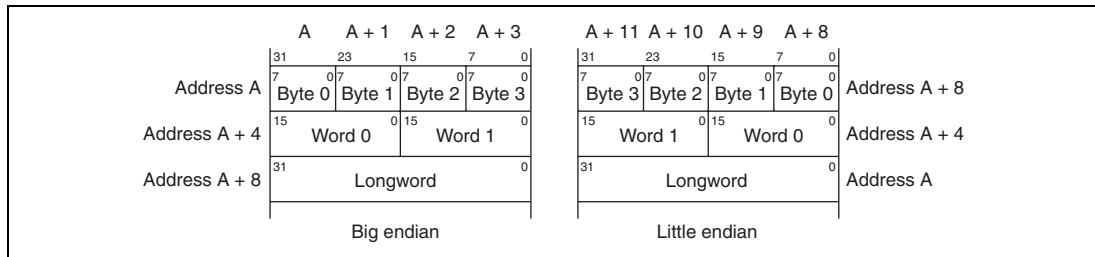 A A + 1 A + 2 A + 3 A + 11 A + 10 A + 9 A + 8
31 23 15 7 0 31 23 15 7 0
7 0 7 0 7 0 7 0 7 0 7 0 7 0 7 0
Address A Byte 0 Byte 1 Byte 2 Byte 3 Byte 3 Byte 2 Byte 1 Byte 0 Address A + 8
15 0 15 0 15 0 15 0
Address A + 4 Word 0 Word 1 Word 1 Word 0 Address A + 4
31 0 31 0
Address A + 8 Longword Longword Address A
Big endian Little endian